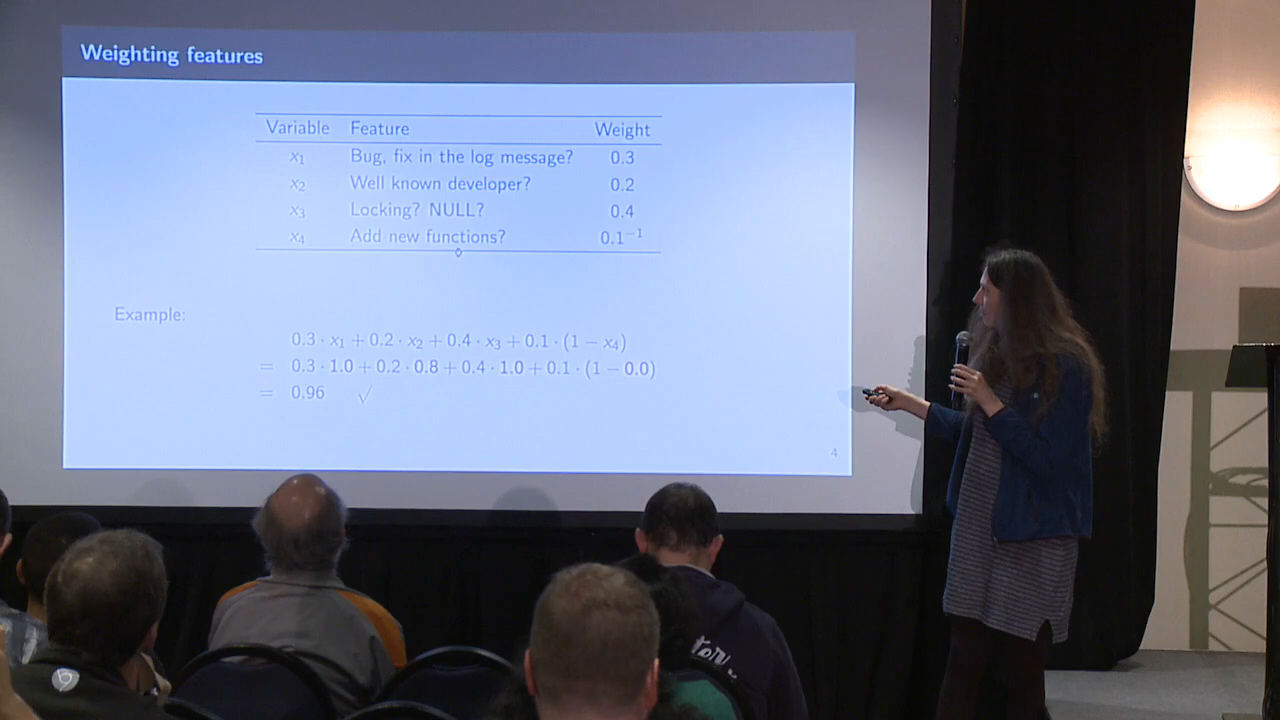 Weighting features
Variable Feature Weight
x₁ Bug, fix in the log message? 0.3
x₂ Well known developer? 0.2
x₃ Locking? NULL? 0.4
x₄ Add new functions? 0.1⁻¹
Example:
0.3 · x₁ + 0.2 · x₂ + 0.4 · x₃ + 0.1 · (1 − x₄)
= 0.3 · 1.0 + 0.2 · 0.8 + 0.4 · 1.0 + 0.1 · (1 − 0.0)
= 0.96 √
4